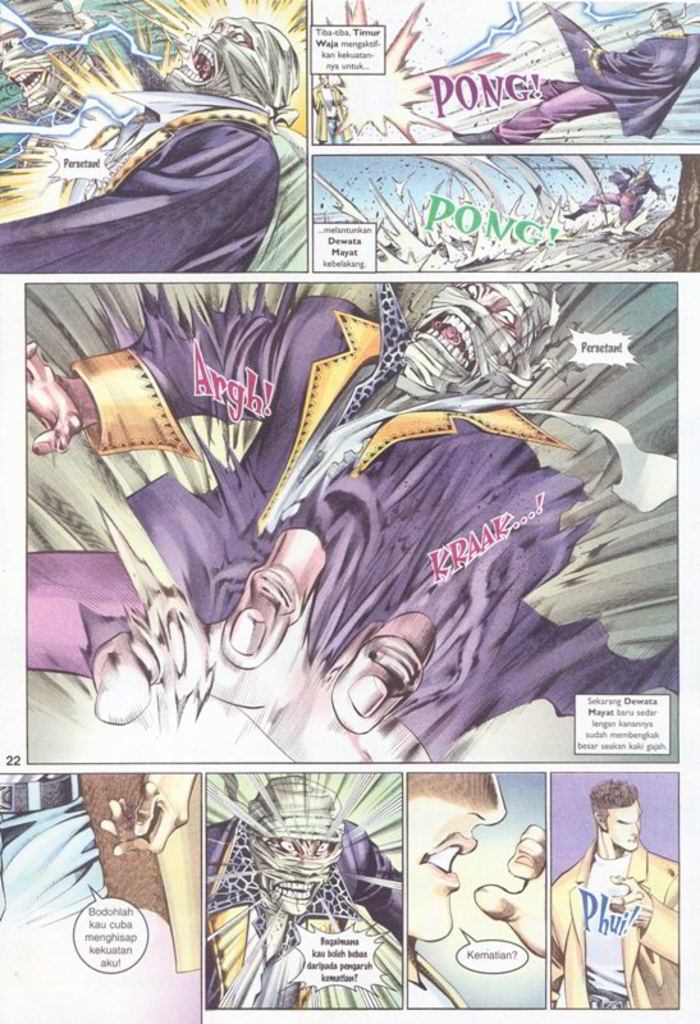 Persetan!
Tiba-tiba, Timur
Waja mengaktif-
kan kekuatan-
nya untuk...
PONG!
...melantunkan
Dewata
Mayat
kebelakang.
PONG!
Argh!
Persetan!
KRAAK...!
Sekarang Dewata
Mayat baru sedar
lengan kanannya
sudah membengkak
besar seakan kaki gajah.
22
Bodohlah
kau cuba
menghisap
kekuatan
aku!
Bagaimana
kau boleh bebas
daripada pengaruh
kematian?
Kematian?
Phui!